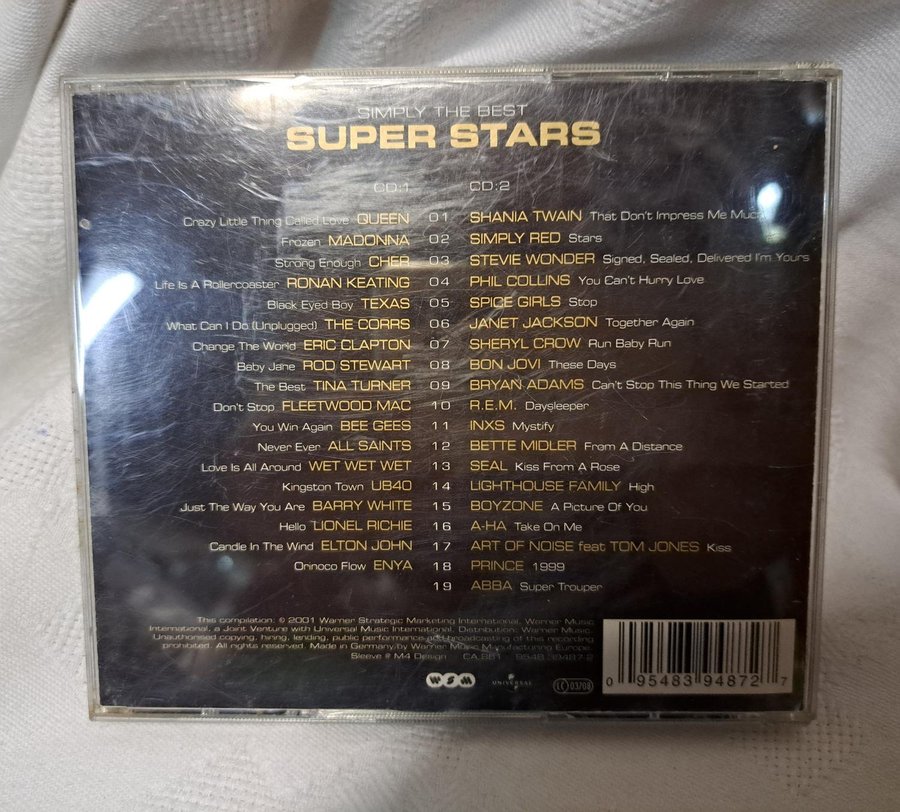 SIMPLY THE BEST
SUPER STARS
CD:1 CD:2
Crazy Little Thing Called Love QUEEN 01 SHANIA TWAIN That Don't Impress Me Much
Frozen MADONNA 02 SIMPLY RED Stars
Strong Enough CHER 03 STEVIE WONDER Signed, Sealed, Delivered I'm Yours
Life Is A Rollercoaster RONAN KEATING 04 PHIL COLLINS You Can't Hurry Love
Black Eyed Boy TEXAS 05 SPICE GIRLS Stop
What Can I Do (Unplugged) THE CORRS 06 JANET JACKSON Together Again
Change The World ERIC CLAPTON 07 SHERYL CROW Run Baby Run
Baby Jane ROD STEWART 08 BON JOVI These Days
The Best TINA TURNER 09 BRYAN ADAMS Can't Stop This Thing We Started
Don't Stop FLEETWOOD MAC 10 R.E.M. Daysleeper
You Win Again BEE GEES 11 INXS Mystify
Never Ever ALL SAINTS 12 BETTE MIDLER From A Distance
Love Is All Around WET WET WET 13 SEAL Kiss From A Rose
Kingston Town UB40 14 LIGHTHOUSE FAMILY High
Just The Way You Are BARRY WHITE 15 BOYZONE A Picture Of You
Hello LIONEL RICHIE 16 A-HA Take On Me
Candle In The Wind ELTON JOHN 17 ART OF NOISE feat TOM JONES Kiss
Orinoco Flow ENYA 18 PRINCE 1999
19 ABBA Super Trouper
This compilation: ℗ 2001 Warner Strategic Marketing International, Warner Music
International, a Joint Venture with Universal Music International. Distribution: Warner Music.
Unauthorised copying, hiring, lending, public performance and broadcasting of this recording
prohibited. All rights reserved. Made in Germany by Warner Music Manufacturing Europe.
Sleeve @ M4 Design CA 851 9548 39487-2
wsm UNIVERSAL LC 03708
0 95483 94872 7